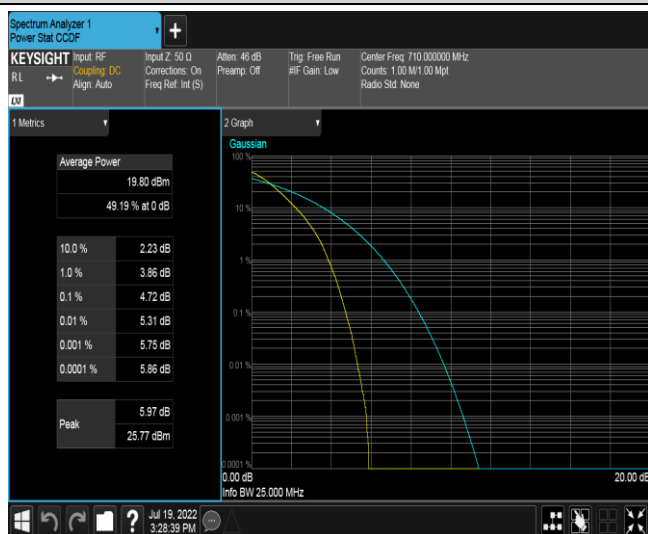 Spectrum Analyzer 1
Power Stat CCDF
+
KEYSIGHT
RL
LXI
Input: RF
Coupling: DC
Align: Auto
Input Z: 50 Ω
Corrections: On
Freq Ref: Int (S)
Atten: 46 dB
Preamp: Off
Trig: Free Run
#IF Gain: Low
Center Freq: 710.000000 MHz
Counts: 1.00 M/1.00 Mpt
Radio Std: None
1 Metrics
Average Power
19.80 dBm
49.19 % at 0 dB
10.0 % 2.23 dB
1.0 % 3.86 dB
0.1 % 4.72 dB
0.01 % 5.31 dB
0.001 % 5.75 dB
0.0001 % 5.86 dB
Peak
5.97 dB
25.77 dBm
2 Graph
Gaussian
100 %
10 %
1 %
0.1 %
0.01 %
0.001 %
0.0001 %
0.00 dB 20.00 dB
Info BW 25.000 MHz
?
Jul 19, 2022
3:28:39 PM